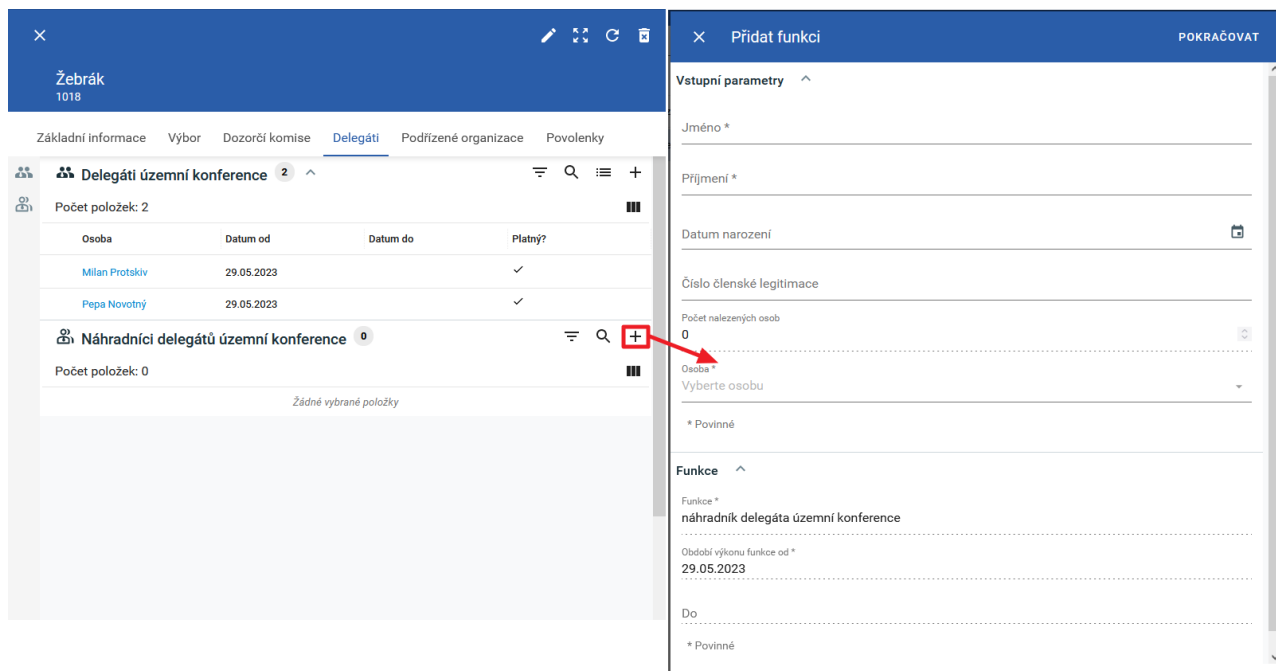 Žebrák
1018
Základní informace Výbor Dozorčí komise Delegáti Podřízené organizace Povolenky
Delegáti územní konference 2
Počet položek: 2
Osoba Datum od Datum do Platný?
Milan Protskiv 29.05.2023
Pepa Novotný 29.05.2023
Náhradníci delegátů územní konference 0
Počet položek: 0
Žádné vybrané položky
Přidat funkci POKRAČOVAT
Vstupní parametry
Jméno *
Příjmení *
Datum narození
Číslo členské legitimace
Počet nalezených osob
0
Osoba *
Vyberte osobu
* Povinné
Funkce
Funkce *
náhradník delegáta územní konference
Období výkonu funkce od *
29.05.2023
Do
* Povinné